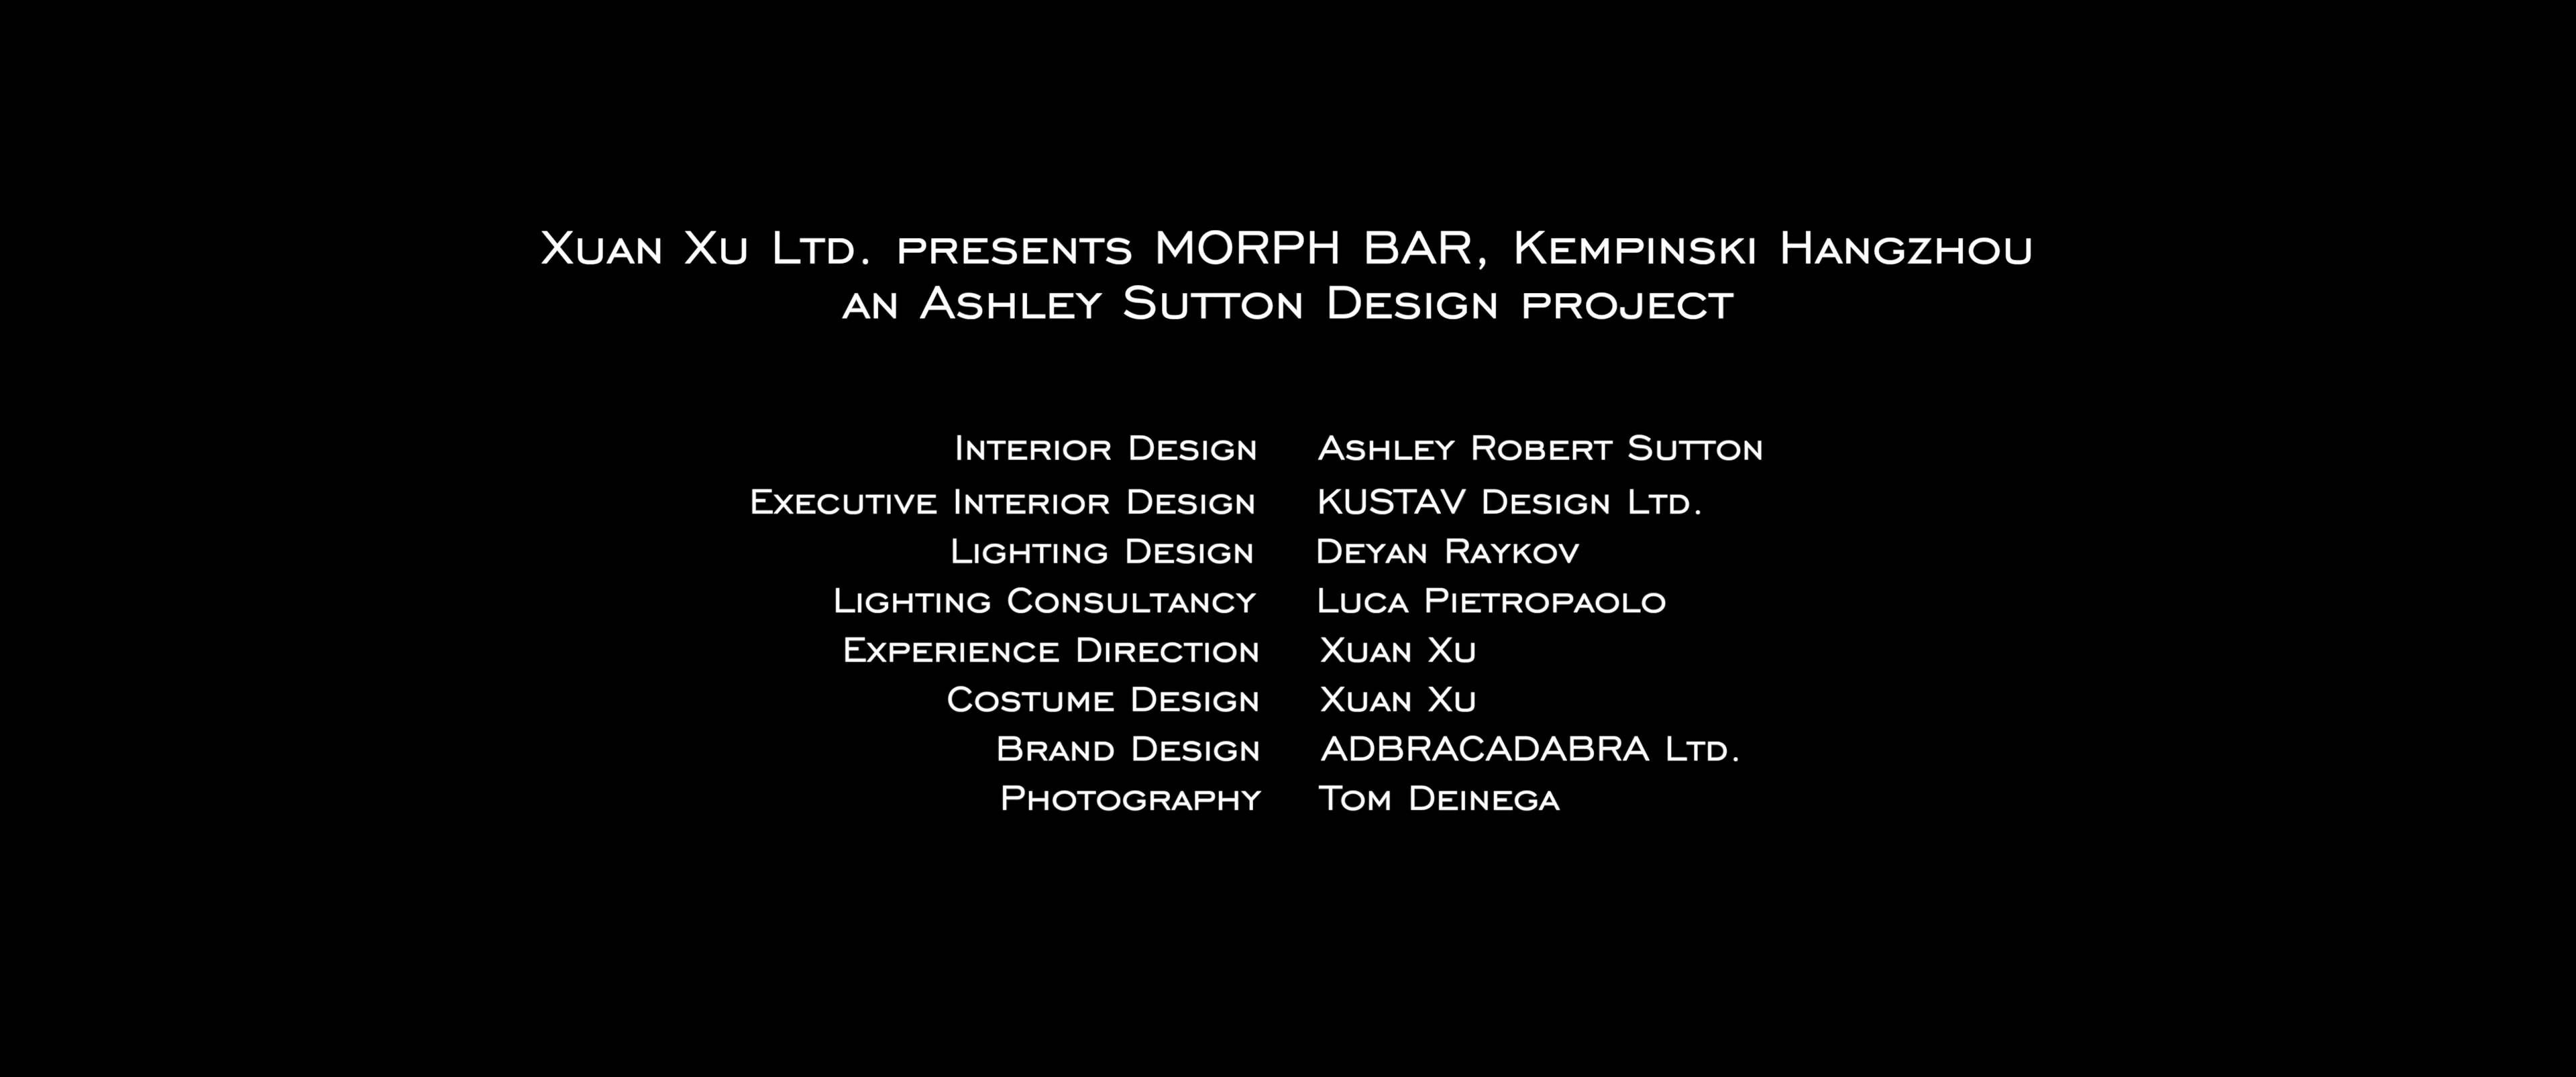 Xuan Xu Ltd. presents MORPH BAR, Kempinski Hangzhou
an Ashley Sutton Design project
Interior Design Ashley Robert Sutton
Executive Interior Design KUSTAV Design Ltd.
Lighting Design Deyan Raykov
Lighting Consultancy Luca Pietropaolo
Experience Direction Xuan Xu
Costume Design Xuan Xu
Brand Design ADBRACADABRA Ltd.
Photography Tom Deinega